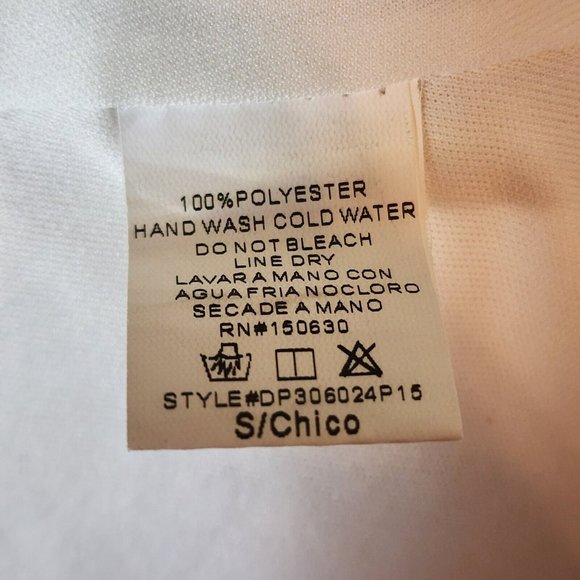 100%POLYESTER
HAND WASH COLD WATER
DO NOT BLEACH
LINE DRY
LAVAR A MANO CON
AGUA FRIA NO CLORO
SECADE A MANO
RN#150630
STYLE#DP306024P15
S/Chico